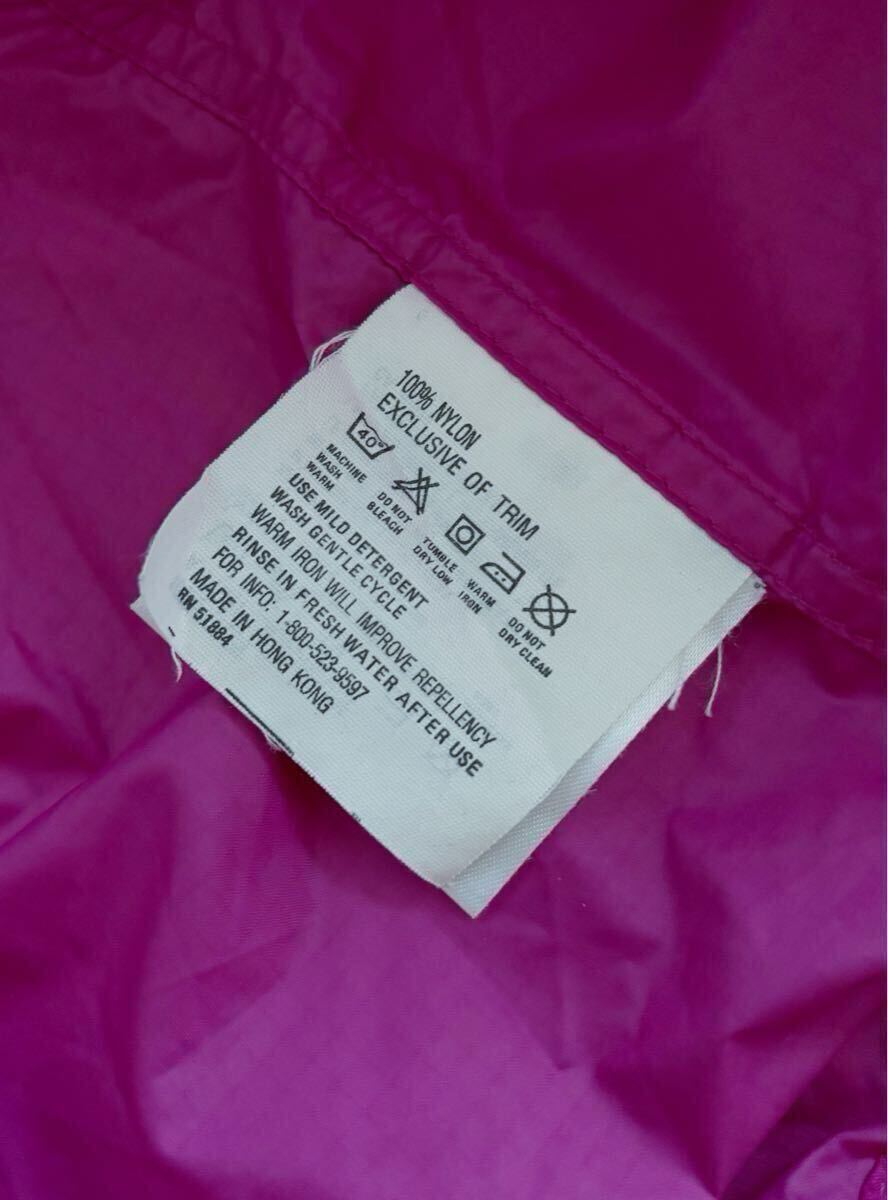 100% NYLON
EXCLUSIVE OF TRIM
40°
MACHINE
WASH
WARM
DO NOT
BLEACH
TUMBLE
DRY LOW
WARM
IRON
DO NOT
DRY CLEAN
USE MILD DETERGENT
WASH GENTLE CYCLE
WARM IRON WILL IMPROVE REPELLENCY
RINSE IN FRESH WATER AFTER USE
FOR INFO: 1-800-523-9597
MADE IN HONG KONG
RN 51884